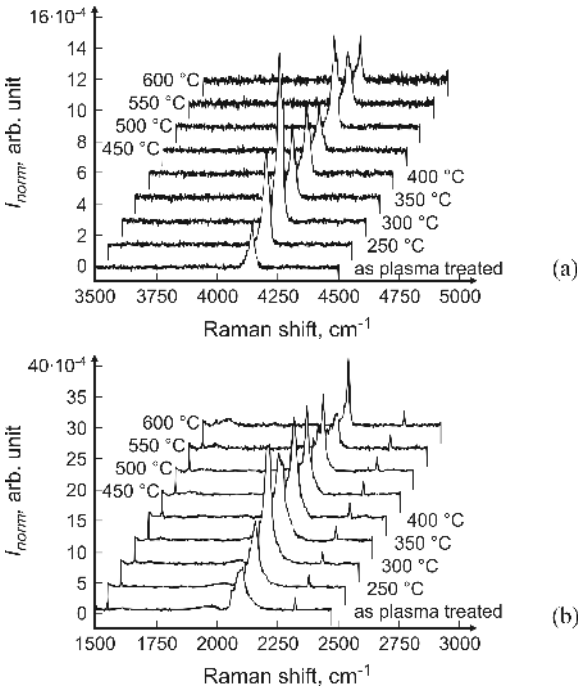 16·10-4
14
12
10
8
6
4
2
0
Inorm, arb. unit
600 °C
550 °C
500 °C
450 °C
400 °C
350 °C
300 °C
250 °C
as plasma treated
3500 3750 4000 4250 4500 4750 5000
Raman shift, cm-1
(a)
40·10-4
35
30
25
20
15
10
5
0
Inorm, arb. unit
600 °C
550 °C
500 °C
450 °C
400 °C
350 °C
300 °C
250 °C
as plasma treated
1500 1750 2000 2250 2500 2750 3000
Raman shift, cm-1
(b)